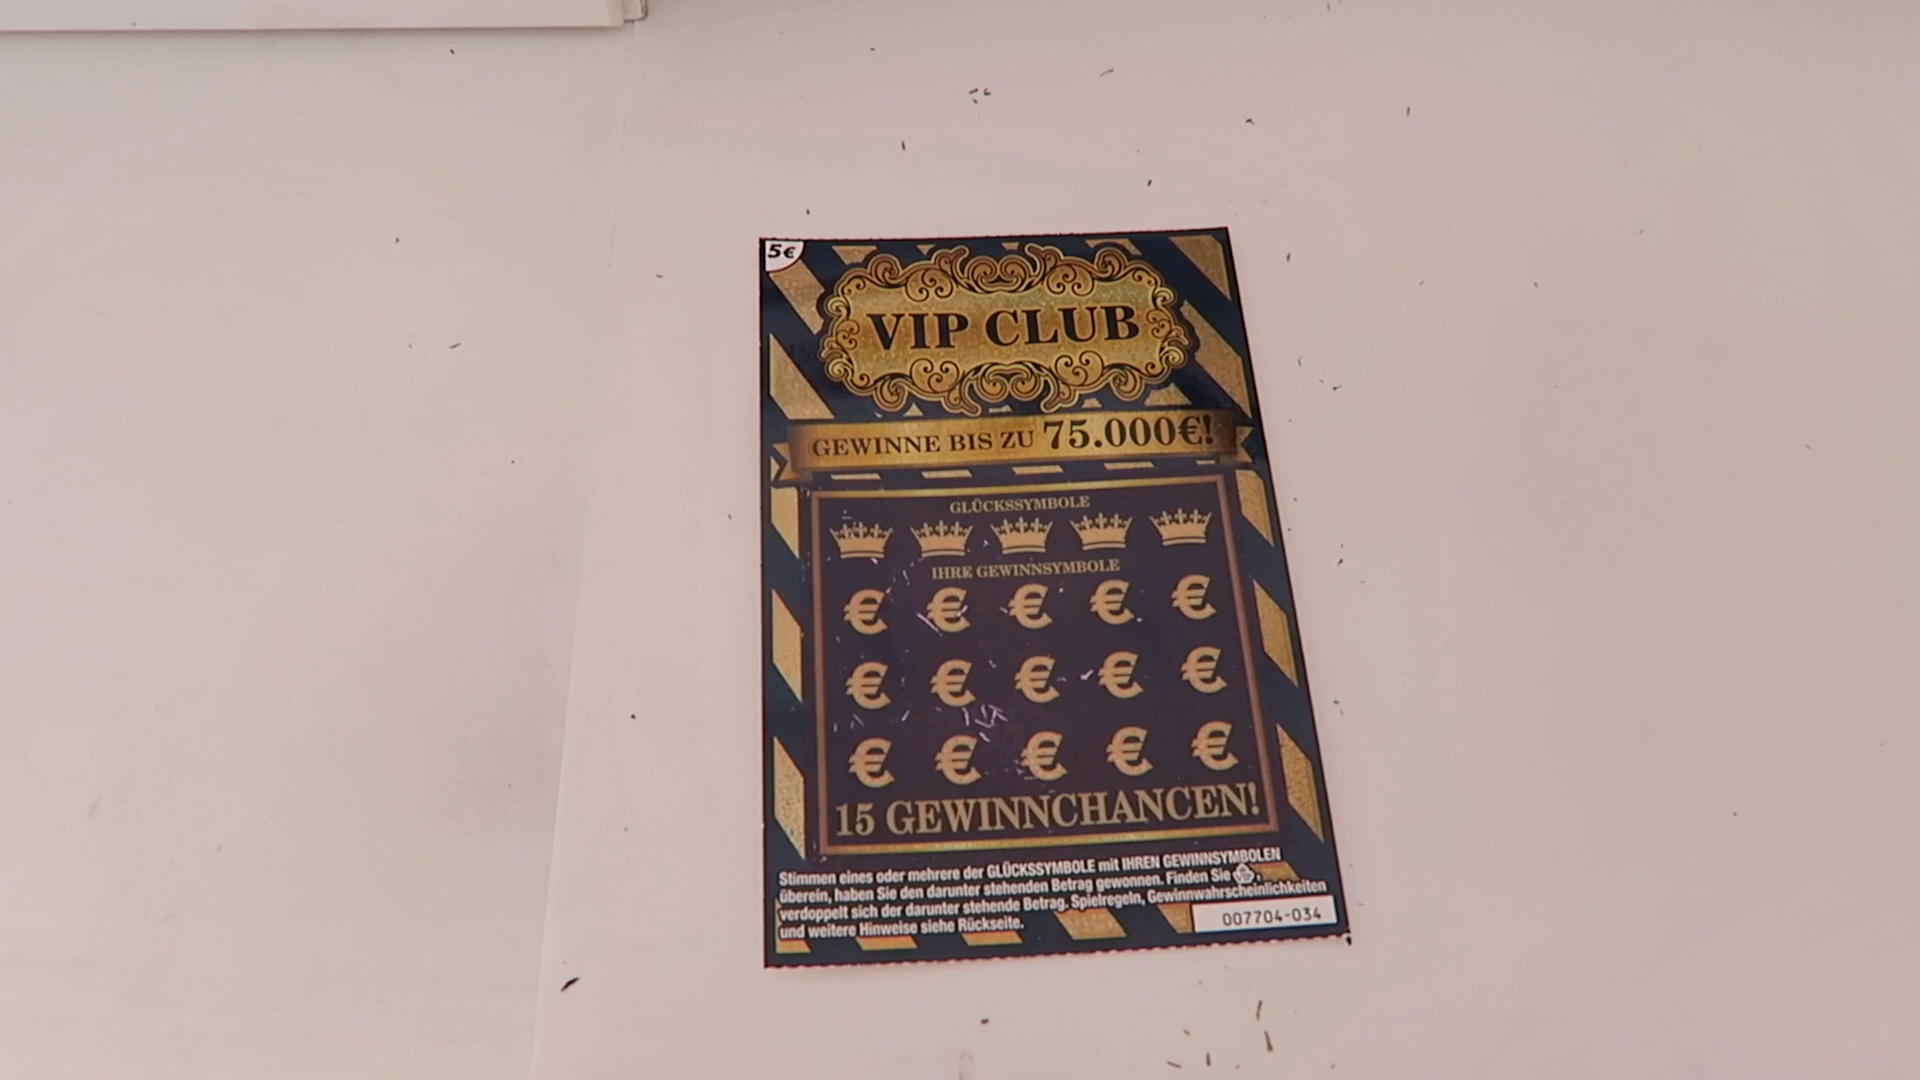 5€
VIP CLUB
GEWINNE BIS ZU 75.000€!
GLÜCKSSYMBOLE
IHRE GEWINNSYMBOLE
€ € € € €
€ € € € €
€ € € € €
15 GEWINNCHANCEN!
Stimmen eines oder mehrere der GLÜCKSSYMBOLE mit IHREN GEWINNSYMBOLEN
überein, haben Sie den darunter stehenden Betrag gewonnen. Finden Sie ,
verdoppelt sich der darunter stehende Betrag. Spielregeln, Gewinnwahrscheinlichkeiten
und weitere Hinweise siehe Rückseite.
007704-034